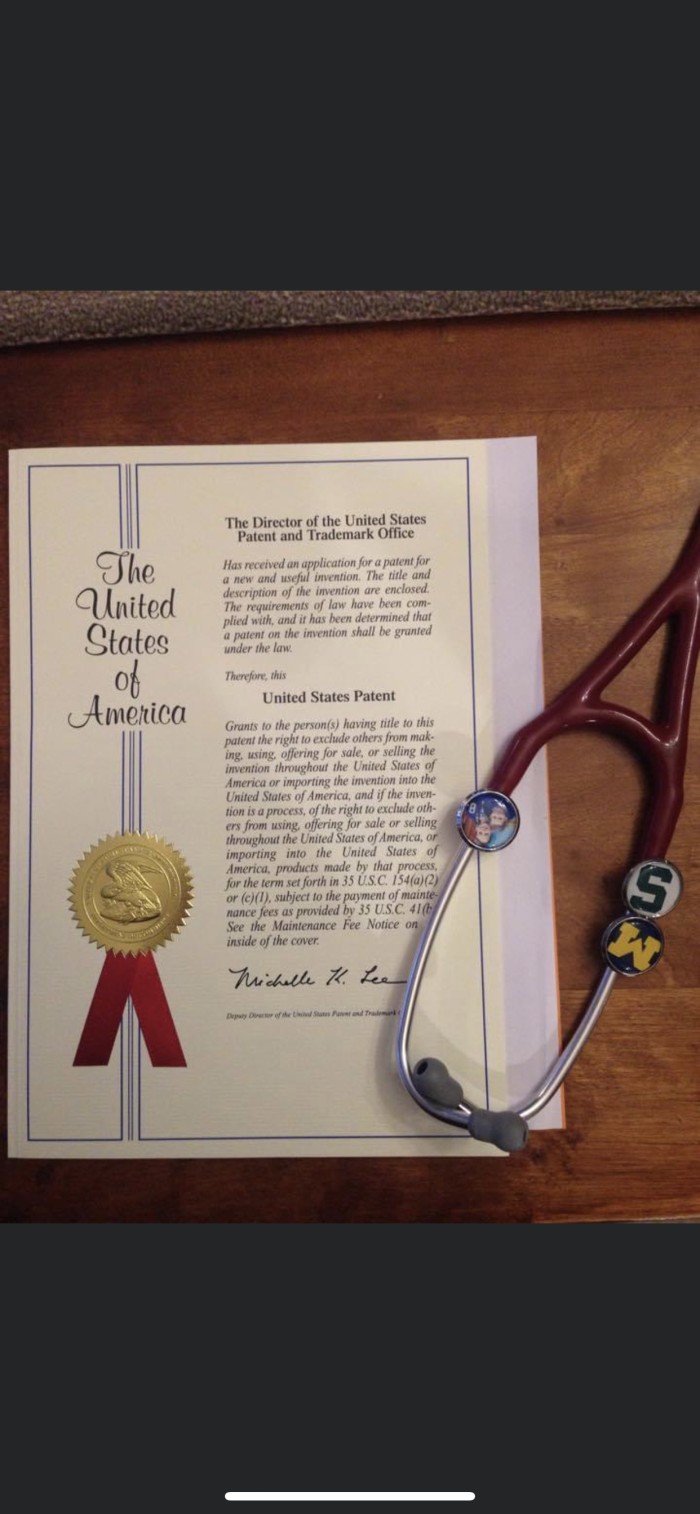 The
United
States
of
America
The Director of the United States
Patent and Trademark Office
Has received an application for a patent for
a new and useful invention. The title and
description of the invention are enclosed.
The requirements of law have been com-
plied with, and it has been determined that
a patent on the invention shall be granted
under the law.
Therefore, this
United States Patent
Grants to the person(s) having title to this
patent the right to exclude others from mak-
ing, using, offering for sale, or selling the
invention throughout the United States of
America or importing the invention into the
United States of America, and if the inven-
tion is a process, of the right to exclude oth-
ers from using, offering for sale or selling
throughout the United States of America, or
importing into the United States of
America, products made by that process,
for the term set forth in 35 U.S.C. 154(a)(2)
or (c)(1), subject to the payment of mainte-
nance fees as provided by 35 U.S.C. 41(b
See the Maintenance Fee Notice on
inside of the cover.
Michelle K. Lee
Deputy Director of the United States Patent and Trademark
8
S
M